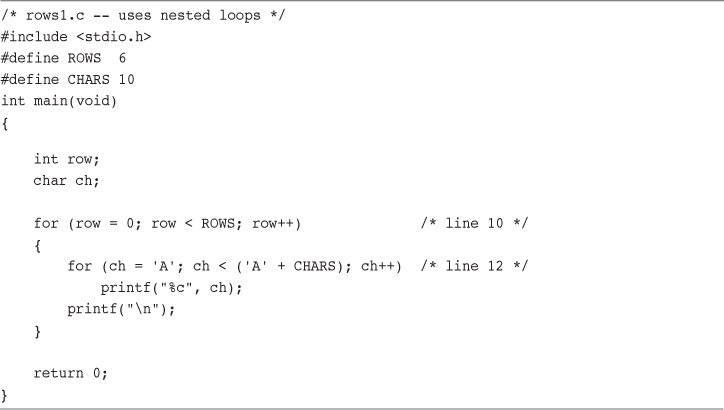 /* rows1.c -- uses nested loops */
#include <stdio.h>
#define ROWS  6
#define CHARS 10
int main(void)
{
    int row;
    char ch;
    for (row = 0; row < ROWS; row++)              /* line 10 */
    {
        for (ch = 'A'; ch < ('A' + CHARS); ch++)  /* line 12 */
            printf("%c", ch);
        printf("\n");
    }
    return 0;
}